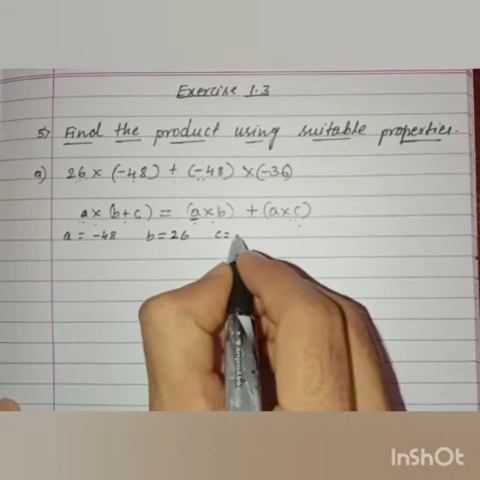 Exercise 1.3
5) Find the product using suitable properties.
a) 26 × (-48) + (-48) × (-36)
a × (b + c) = (a × b) + (a × c)
a = -48 b = 26 c =
InShOt